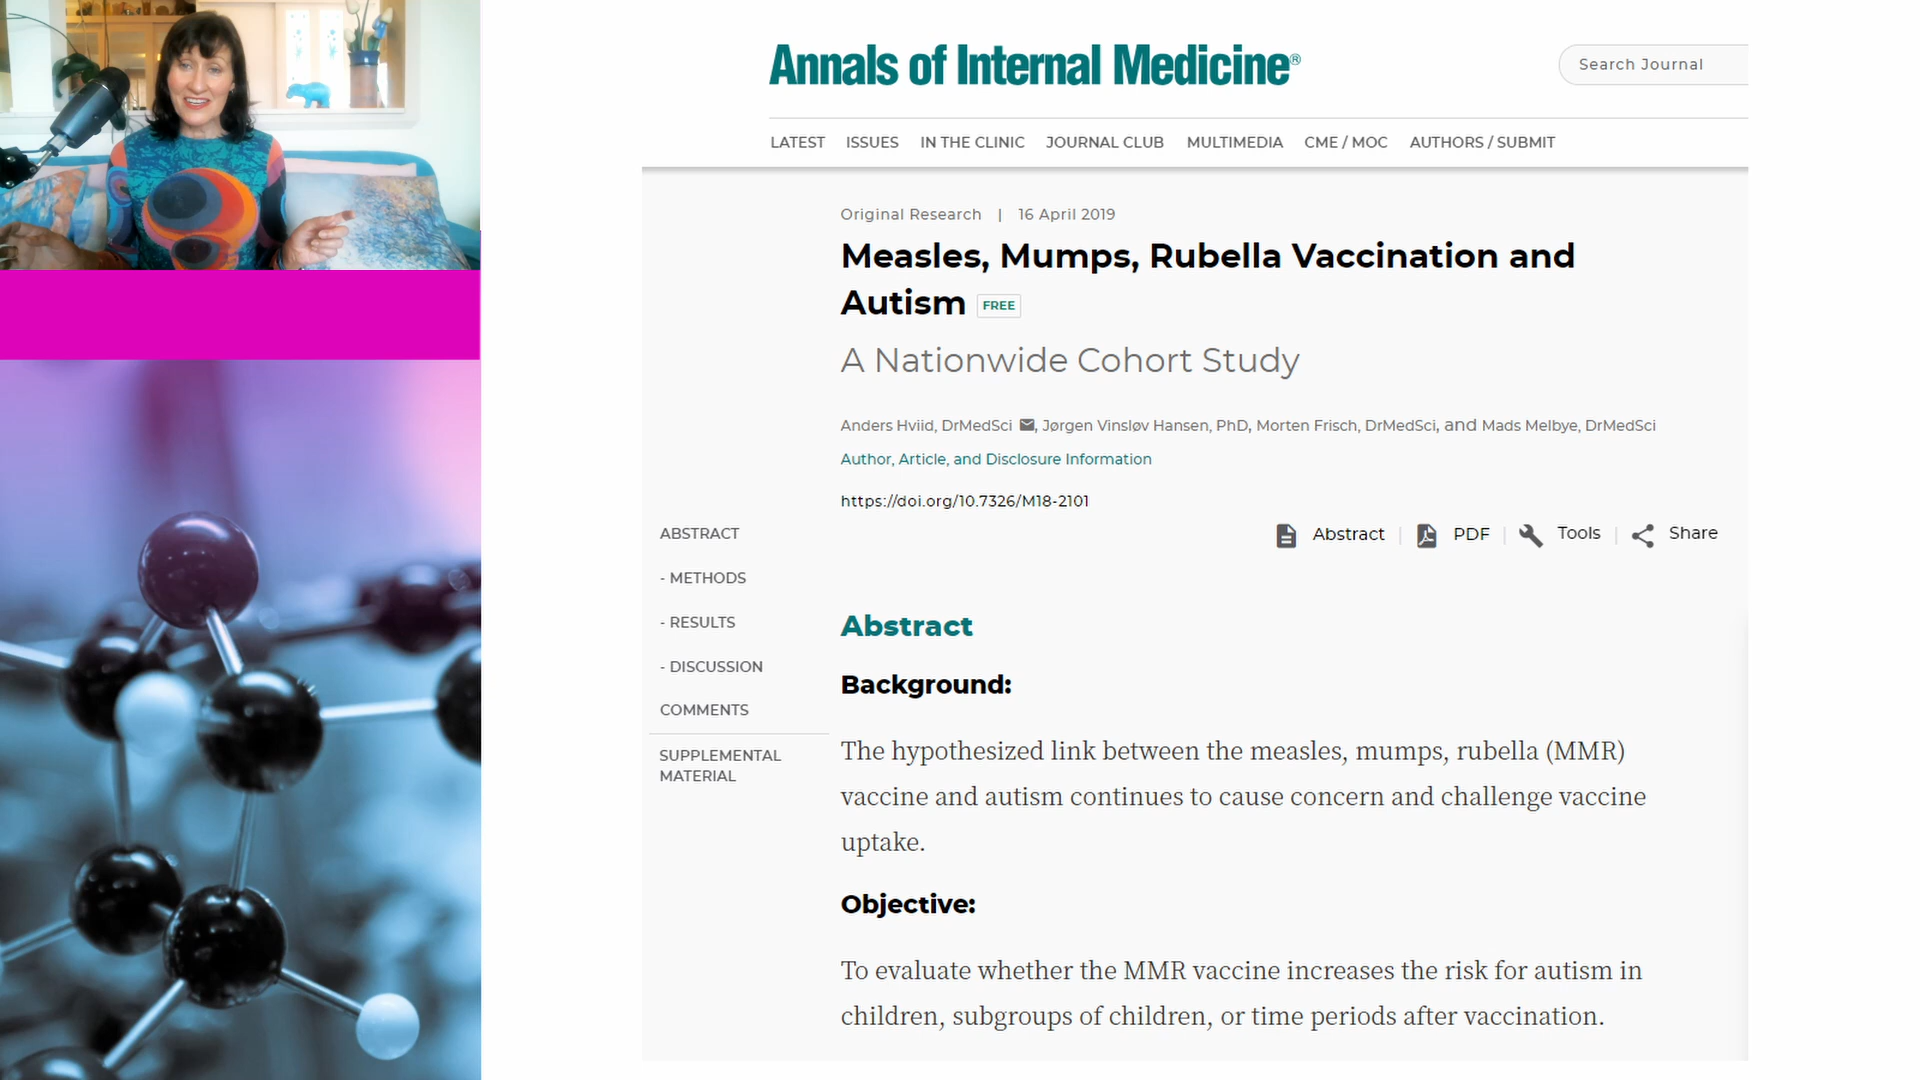 Annals of Internal Medicine®
Search Journal
LATEST ISSUES IN THE CLINIC JOURNAL CLUB MULTIMEDIA CME / MOC AUTHORS / SUBMIT
Original Research | 16 April 2019
Measles, Mumps, Rubella Vaccination and
Autism FREE
A Nationwide Cohort Study
Anders Hviid, DrMedSci, Jørgen Vinsløv Hansen, PhD, Morten Frisch, DrMedSci, and Mads Melbye, DrMedSci
Author, Article, and Disclosure Information
https://doi.org/10.7326/M18-2101
ABSTRACT
- METHODS
- RESULTS
- DISCUSSION
COMMENTS
SUPPLEMENTAL
MATERIAL
Abstract | PDF | Tools | Share
Abstract
Background:
The hypothesized link between the measles, mumps, rubella (MMR)
vaccine and autism continues to cause concern and challenge vaccine
uptake.
Objective:
To evaluate whether the MMR vaccine increases the risk for autism in
children, subgroups of children, or time periods after vaccination.